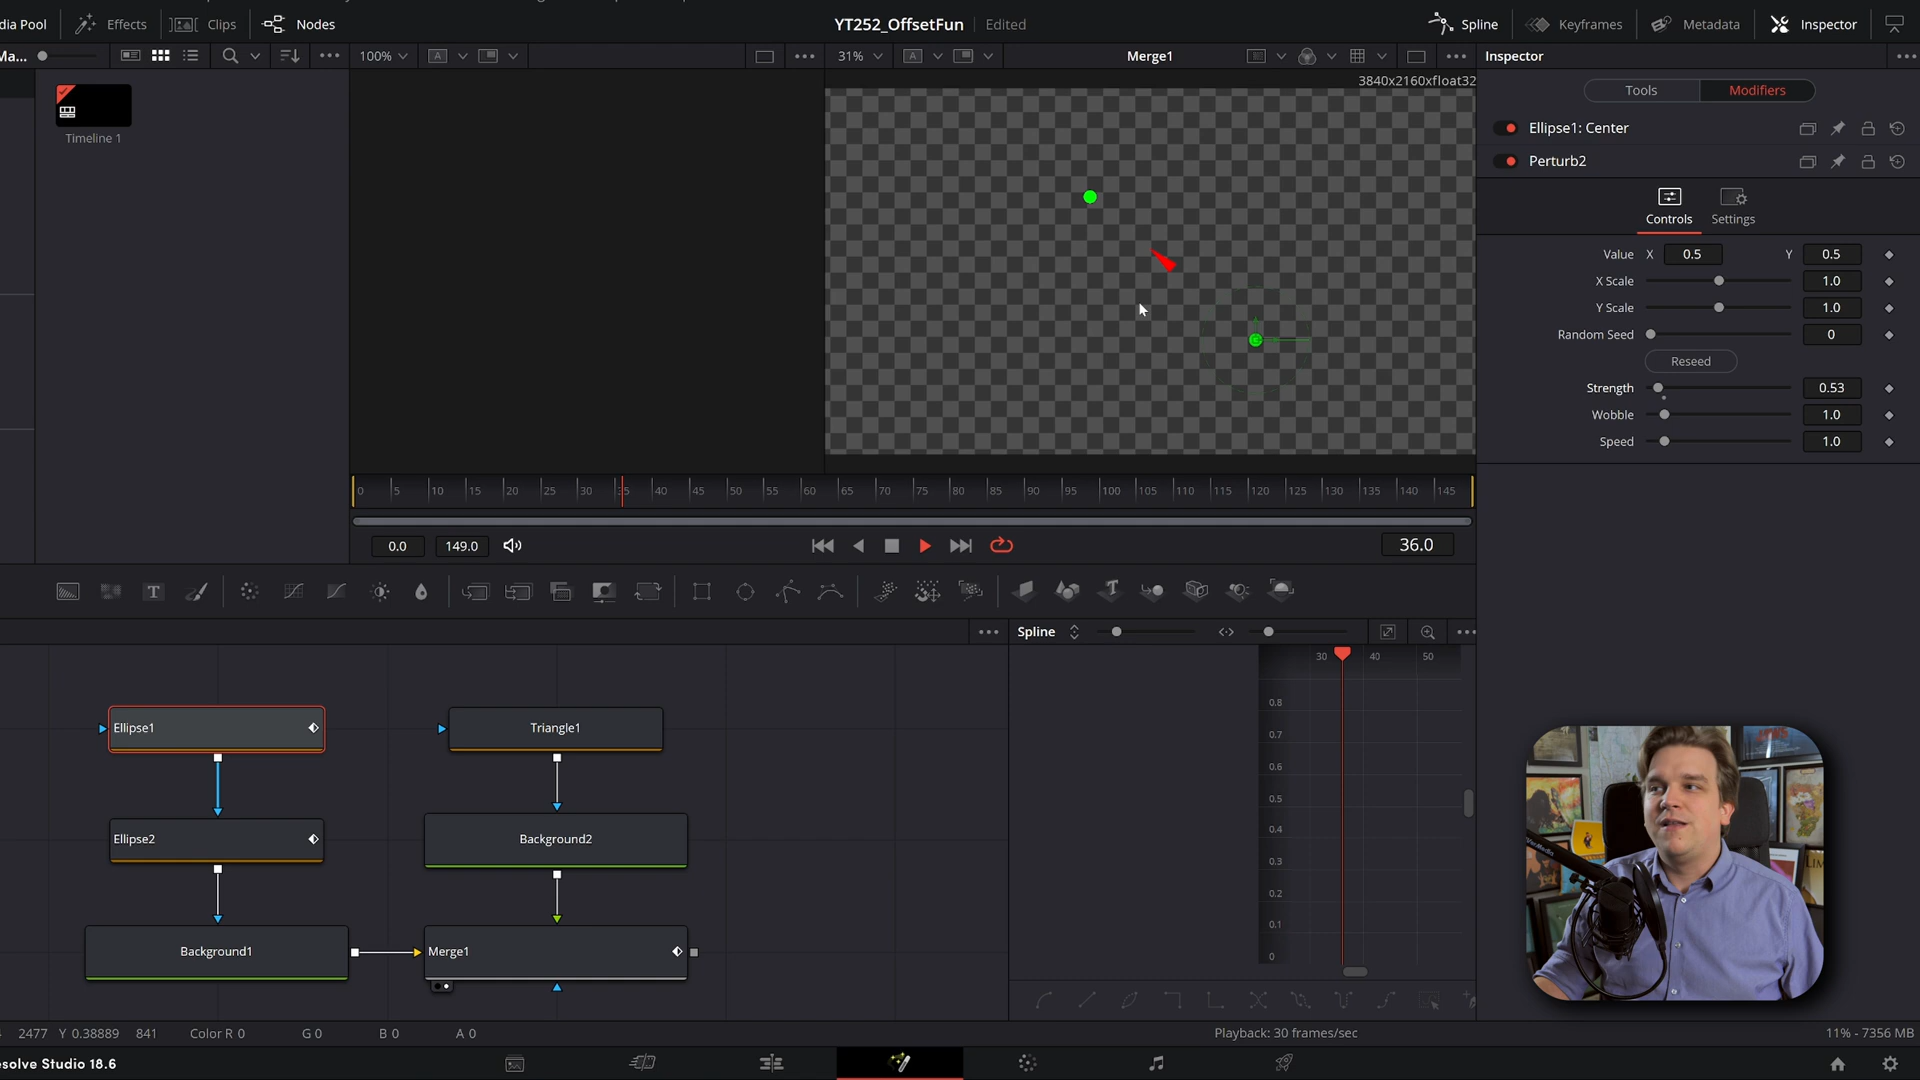 dia Pool
Effects
Clips
Nodes
YT252_OffsetFun
Edited
Spline
Keyframes
Metadata
Inspector
Ma...
100%
A
31%
A
Merge1
Inspector
3840x2160xfloat32
Tools
Modifiers
Timeline 1
Ellipse1: Center
Perturb2
Controls
Settings
Value X 0.5 Y 0.5
X Scale 1.0
Y Scale 1.0
Random Seed 0
Reseed
Strength 0.53
Wobble 1.0
Speed 1.0
0 5 10 15 20 25 30 35 40 45 50 55 60 65 70 75 80 85 90 95 100 105 110 115 120 125 130 135 140 145
0.0
149.0
36.0
T
T
Spline
30 40 50
0.8
0.7
0.6
0.5
0.4
0.3
0.2
0.1
0
Ellipse1
Triangle1
Ellipse2
Background2
Background1
Merge1
2477 Y 0.38889 841 Color R 0 G 0 B 0 A 0
Playback: 30 frames/sec
11% - 7356 MB
esolve Studio 18.6